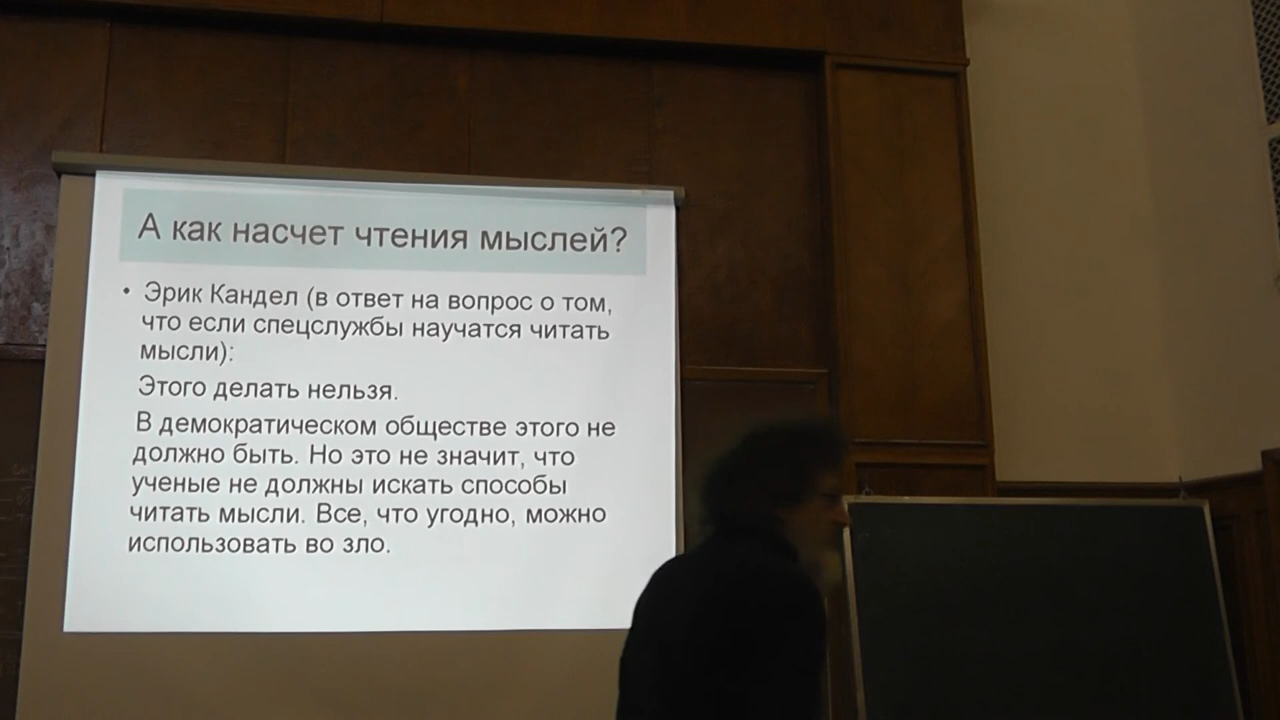 А как насчет чтения мыслей?
• Эрик Кандел (в ответ на вопрос о том,
что если спецслужбы научатся читать
мысли):
Этого делать нельзя.
В демократическом обществе этого не
должно быть. Но это не значит, что
ученые не должны искать способы
читать мысли. Все, что угодно, можно
использовать во зло.